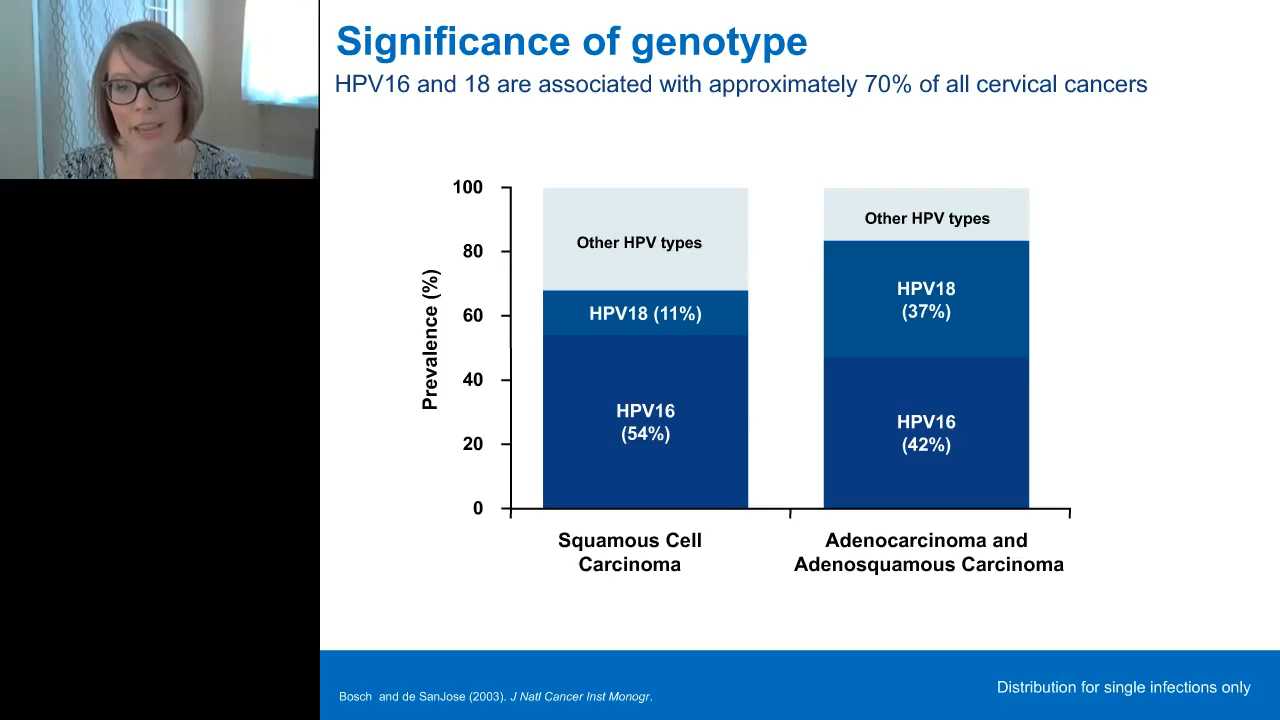 Significance of genotype
HPV16 and 18 are associated with approximately 70% of all cervical cancers
Prevalence (%)
100
80
60
40
20
0
Other HPV types
HPV18 (11%)
HPV16
(54%)
Other HPV types
HPV18
(37%)
HPV16
(42%)
Squamous Cell
Carcinoma
Adenocarcinoma and
Adenosquamous Carcinoma
Bosch and de SanJose (2003). J Natl Cancer Inst Monogr.
Distribution for single infections only